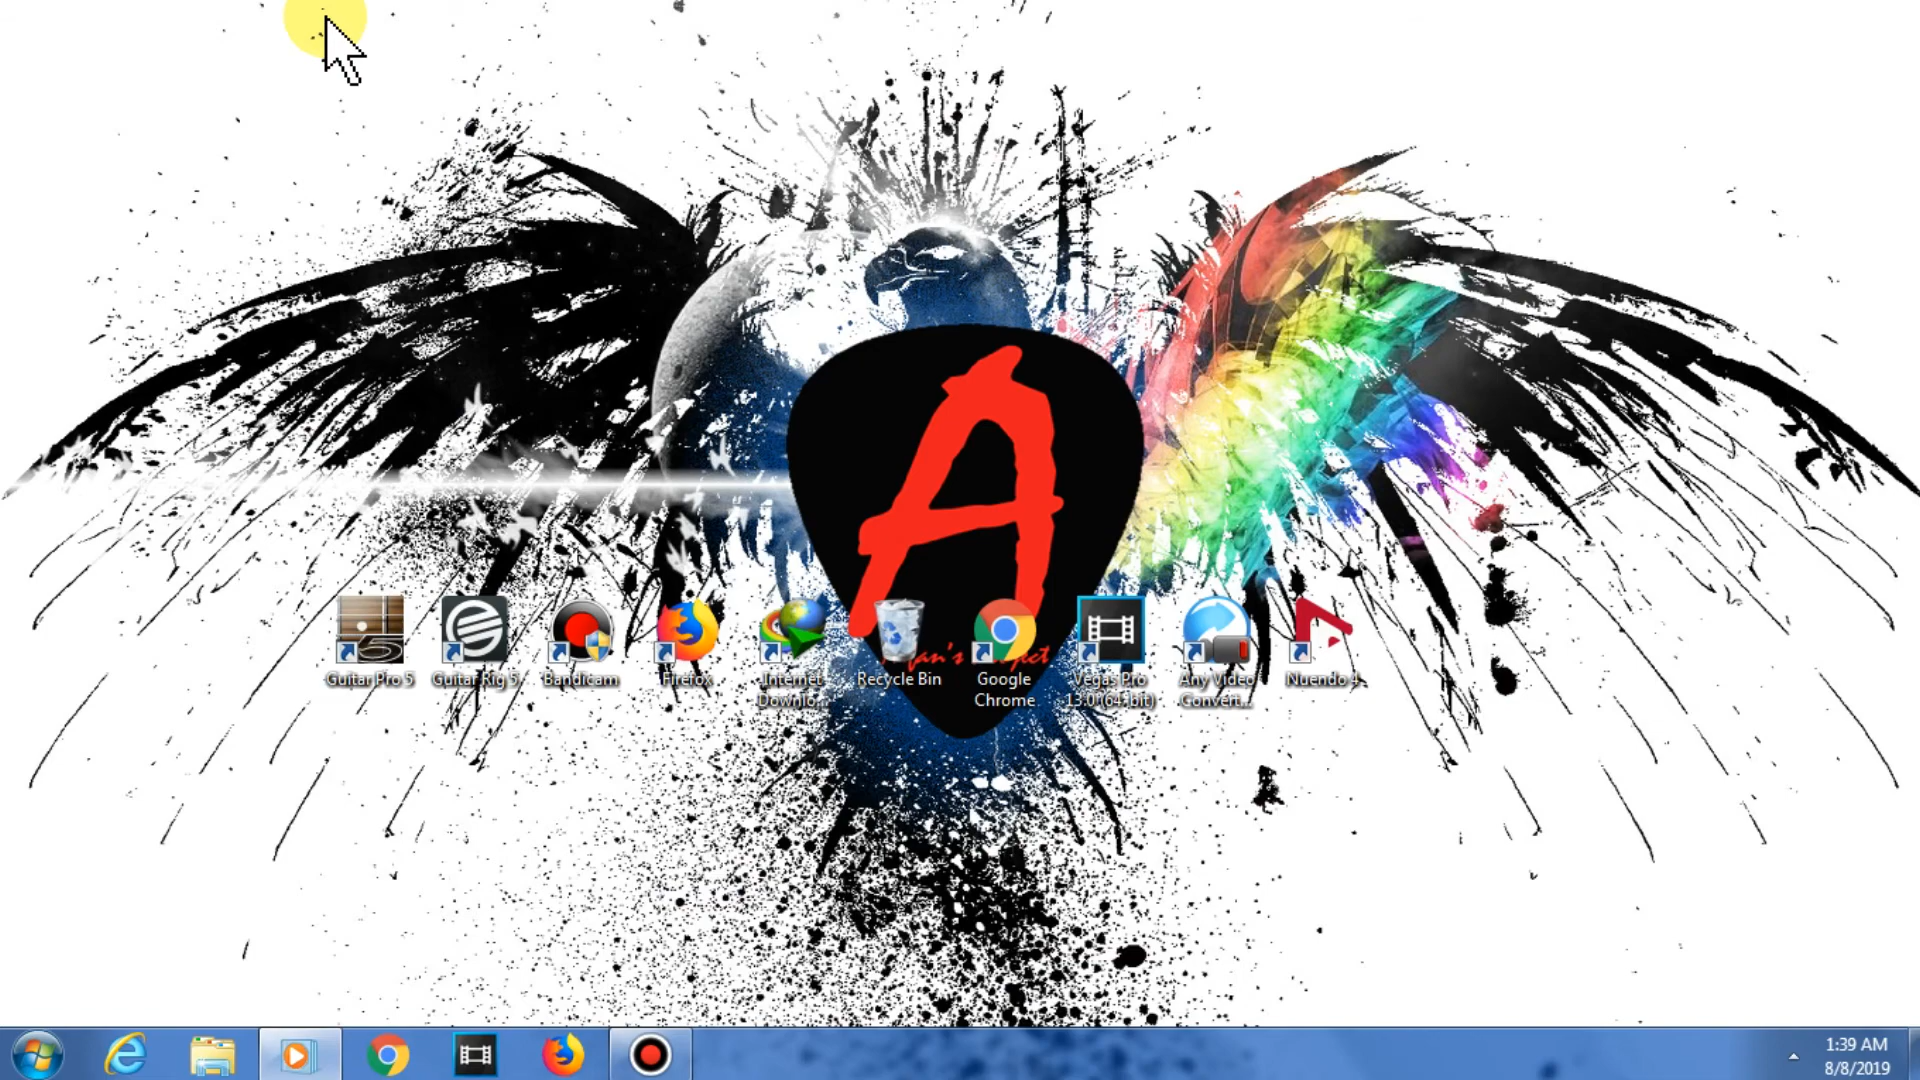 A
Guitar Pro 5
Guitar Rig 5
Bandicam
Firefox
Internet
Downlo...
Recycle Bin
Google
Chrome
Vegas Pro
13.0 (64-bit)
Any Video
Convert...
Nuendo 4
1:39 AM
8/8/2019